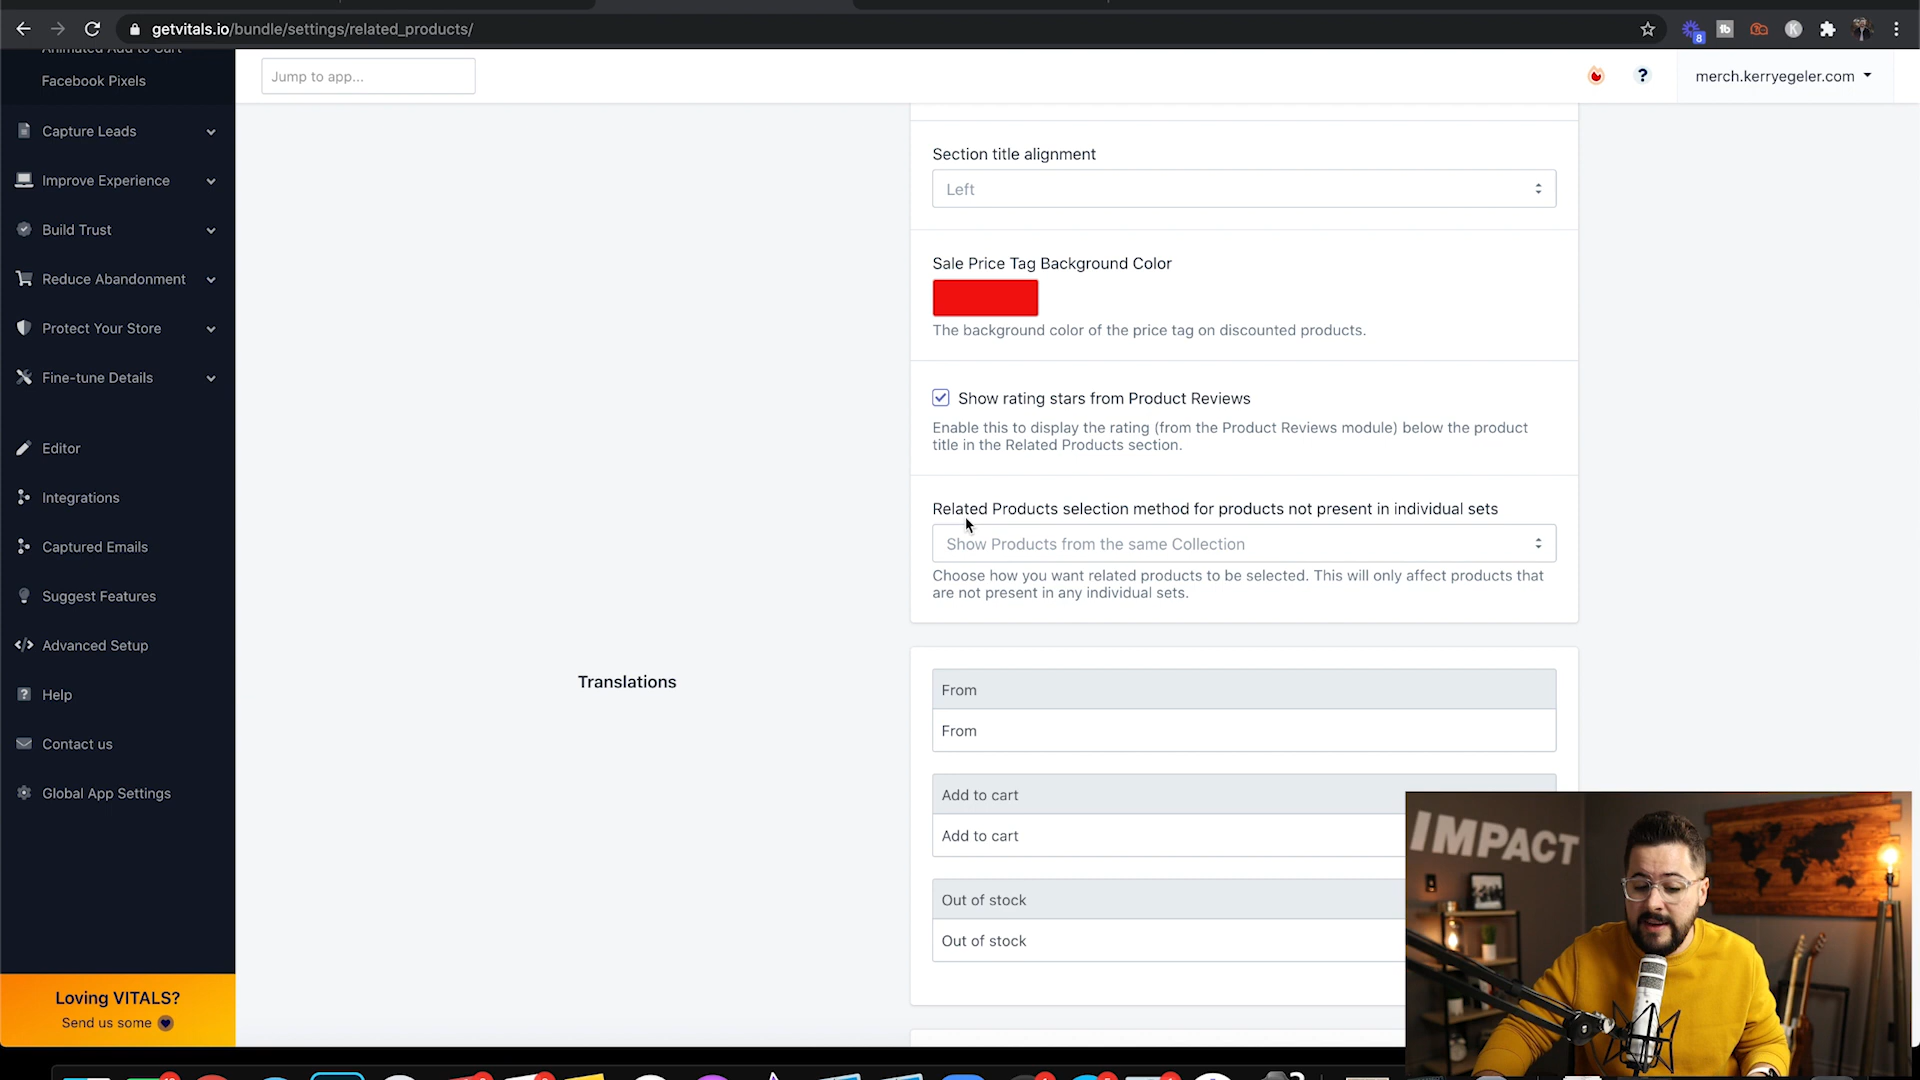 getvitals.io/bundle/settings/related_products/
8
tb
K
Animated Add to Cart
Facebook Pixels
Jump to app...
?
merch.kerryegeler.com
Capture Leads
Improve Experience
Build Trust
Reduce Abandonment
Protect Your Store
Fine-tune Details
Editor
Integrations
Captured Emails
Suggest Features
Advanced Setup
Help
Contact us
Global App Settings
Loving VITALS?
Send us some
Section title alignment
Left
Sale Price Tag Background Color
The background color of the price tag on discounted products.
Show rating stars from Product Reviews
Enable this to display the rating (from the Product Reviews module) below the product
title in the Related Products section.
Related Products selection method for products not present in individual sets
Show Products from the same Collection
Choose how you want related products to be selected. This will only affect products that
are not present in any individual sets.
Translations
From
From
Add to cart
Add to cart
Out of stock
Out of stock
IMPACT